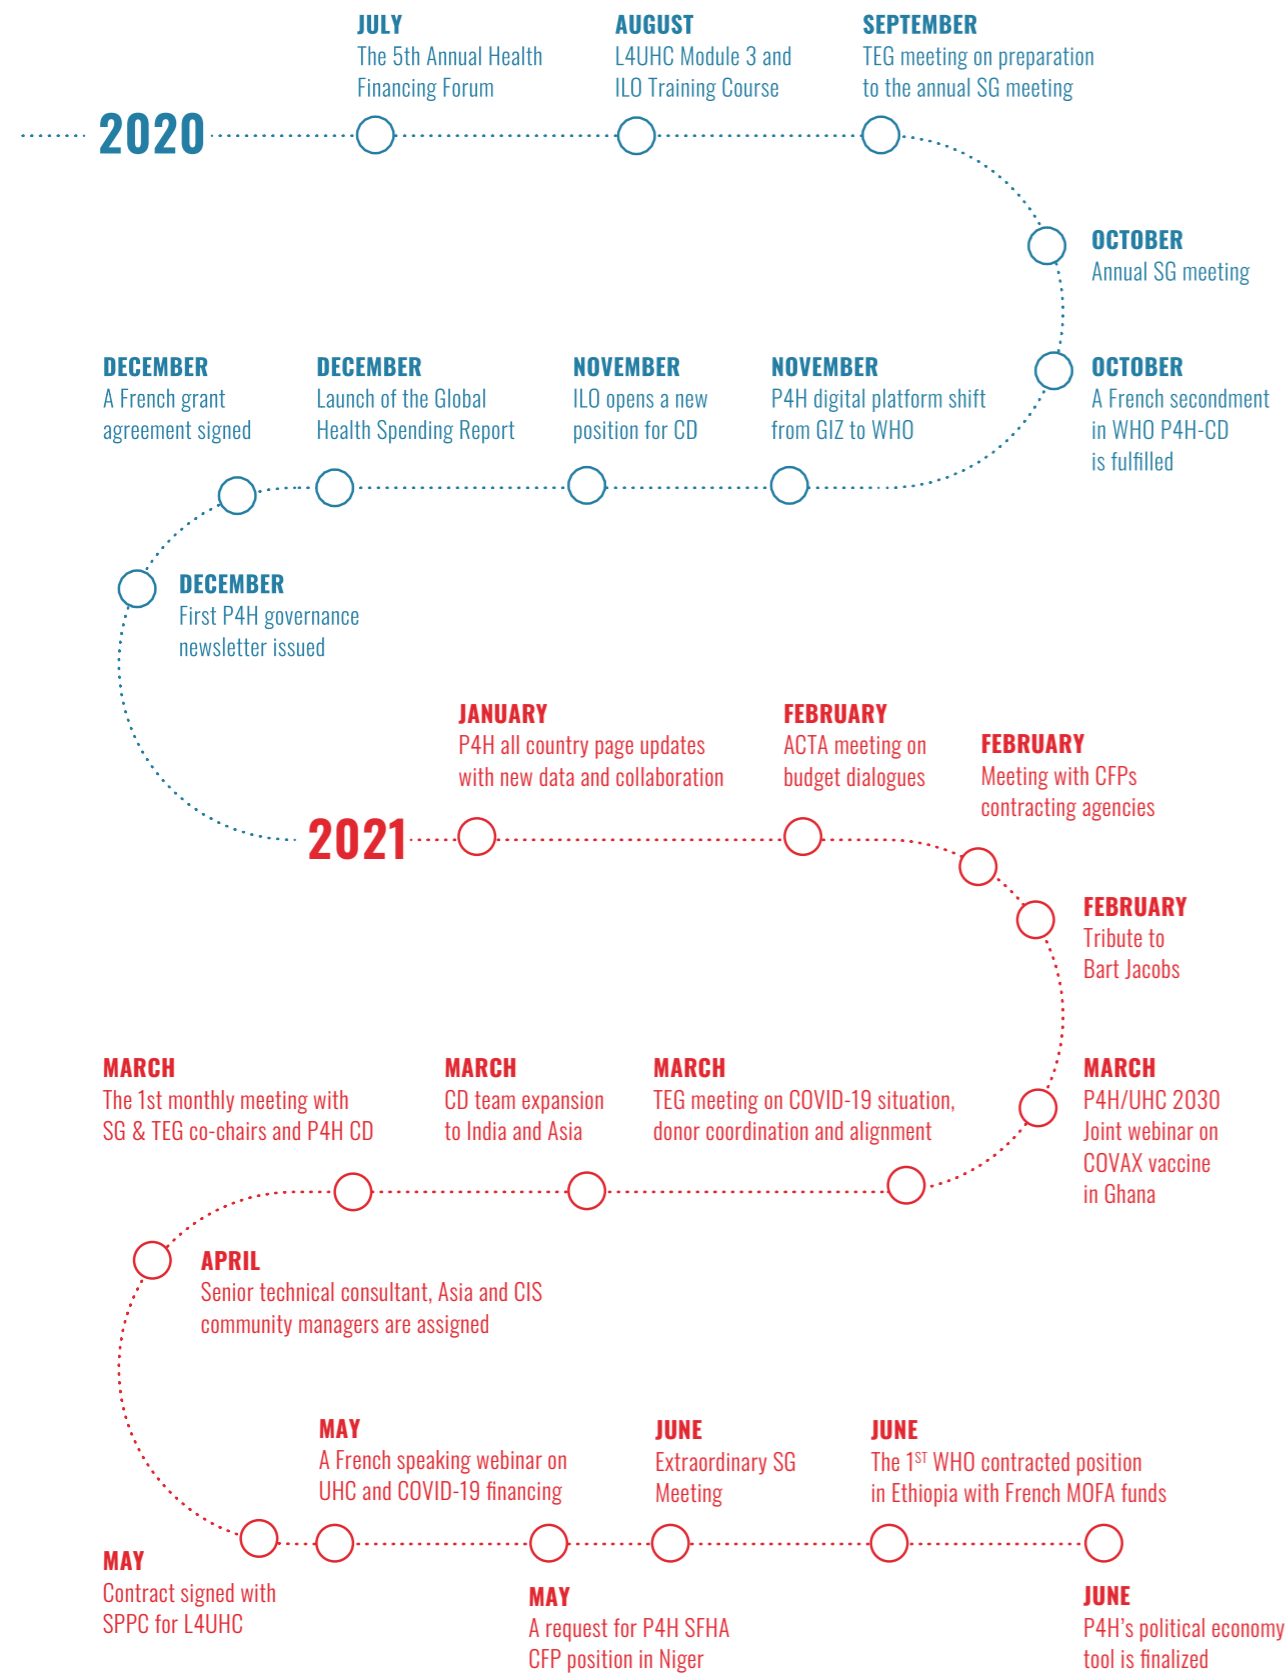 2020
JULY
The 5th Annual Health
Financing Forum
AUGUST
L4UHC Module 3 and
ILO Training Course
SEPTEMBER
TEG meeting on preparation
to the annual SG meeting
OCTOBER
Annual SG meeting
OCTOBER
A French secondment
in WHO P4H-CD
is fulfilled
NOVEMBER
P4H digital platform shift
from GIZ to WHO
NOVEMBER
ILO opens a new
position for CD
DECEMBER
Launch of the Global
Health Spending Report
DECEMBER
A French grant
agreement signed
DECEMBER
First P4H governance
newsletter issued
2021
JANUARY
P4H all country page updates
with new data and collaboration
FEBRUARY
ACTA meeting on
budget dialogues
FEBRUARY
Meeting with CFPs
contracting agencies
FEBRUARY
Tribute to
Bart Jacobs
MARCH
P4H/UHC 2030
Joint webinar on
COVAX vaccine
in Ghana
MARCH
TEG meeting on COVID-19 situation,
donor coordination and alignment
MARCH
CD team expansion
to India and Asia
MARCH
The 1st monthly meeting with
SG & TEG co-chairs and P4H CD
APRIL
Senior technical consultant, Asia and CIS
community managers are assigned
MAY
Contract signed with
SPPC for L4UHC
MAY
A French speaking webinar on
UHC and COVID-19 financing
MAY
A request for P4H SFHA
CFP position in Niger
JUNE
Extraordinary SG
Meeting
JUNE
The 1ST WHO contracted position
in Ethiopia with French MOFA funds
JUNE
P4H's political economy
tool is finalized